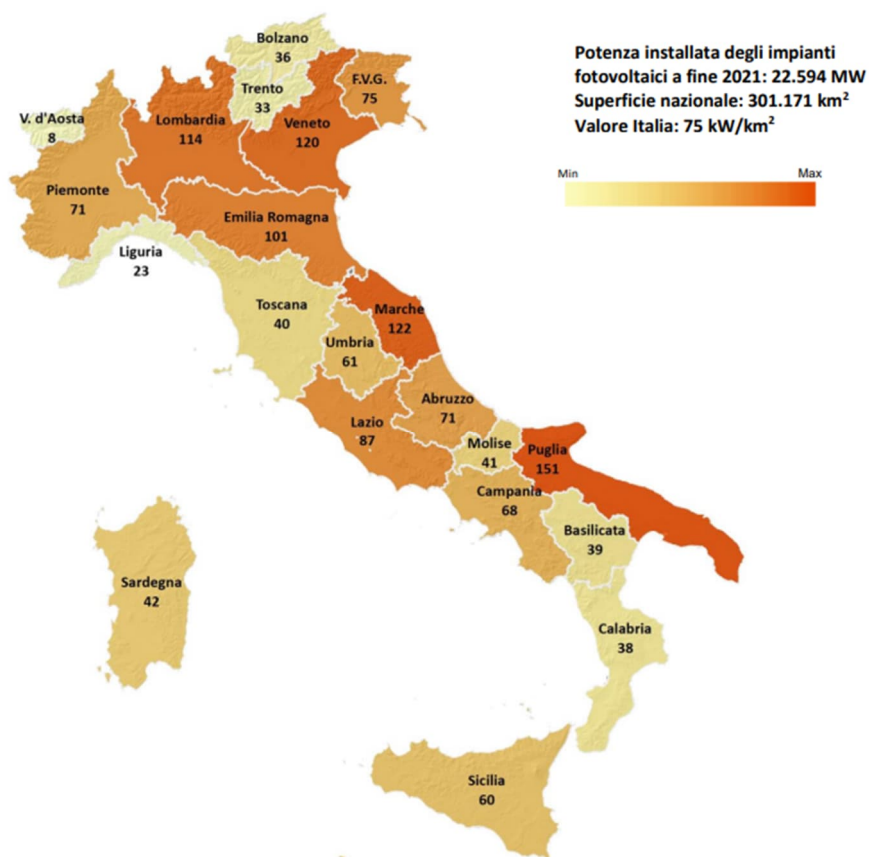 Potenza installata degli impianti
fotovoltaici a fine 2021: 22.594 MW
Superficie nazionale: 301.171 km²
Valore Italia: 75 kW/km²
Min
Max
Bolzano
36
Trento
33
F.V.G.
75
V. d'Aosta
8
Lombardia
114
Veneto
120
Piemonte
71
Emilia Romagna
101
Liguria
23
Toscana
40
Marche
122
Umbria
61
Abruzzo
71
Lazio
87
Molise
41
Puglia
151
Campania
68
Basilicata
39
Sardegna
42
Calabria
38
Sicilia
60